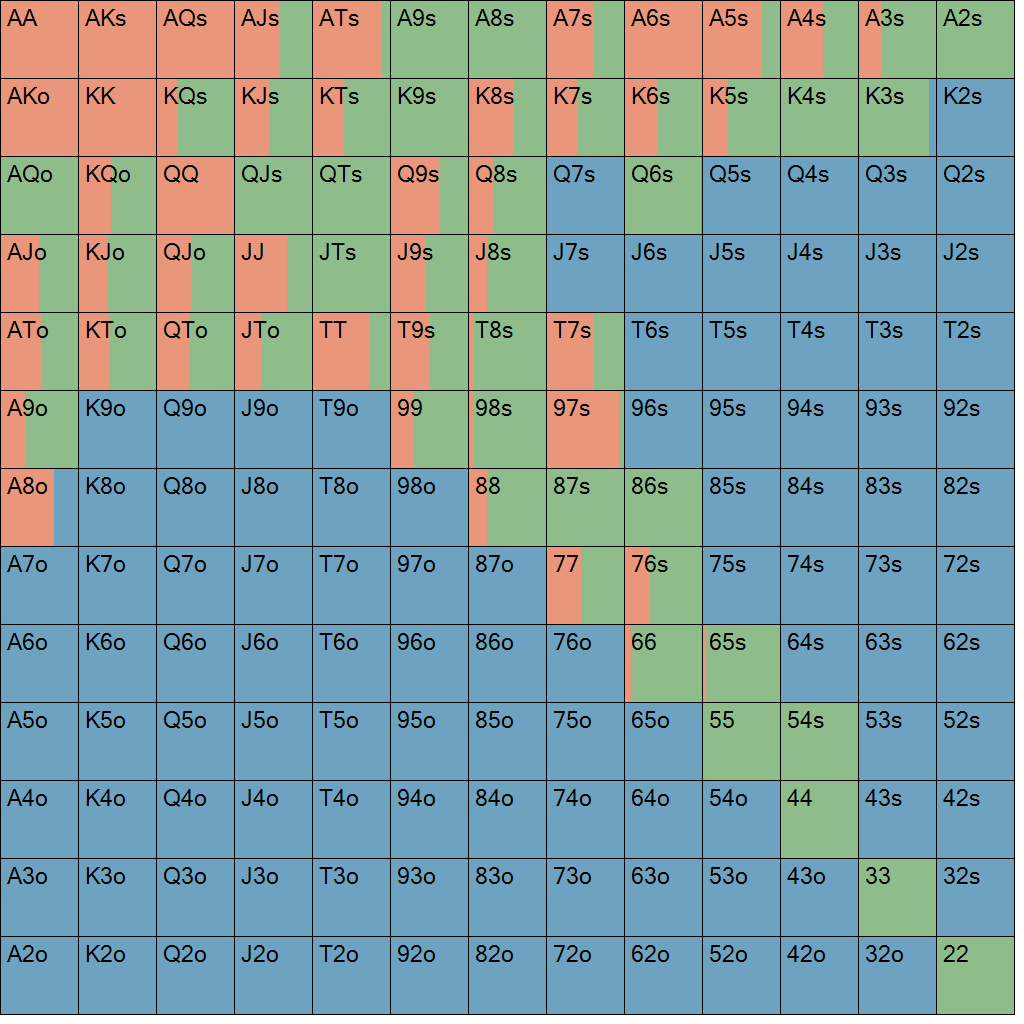 AA AKs AQs AJs ATs A9s A8s A7s A6s A5s A4s A3s A2s
AKo KK KQs KJs KTs K9s K8s K7s K6s K5s K4s K3s K2s
AQo KQo QQ QJs QTs Q9s Q8s Q7s Q6s Q5s Q4s Q3s Q2s
AJo KJo QJo JJ JTs J9s J8s J7s J6s J5s J4s J3s J2s
ATo KTo QTo JTo TT T9s T8s T7s T6s T5s T4s T3s T2s
A9o K9o Q9o J9o T9o 99 98s 97s 96s 95s 94s 93s 92s
A8o K8o Q8o J8o T8o 98o 88 87s 86s 85s 84s 83s 82s
A7o K7o Q7o J7o T7o 97o 87o 77 76s 75s 74s 73s 72s
A6o K6o Q6o J6o T6o 96o 86o 76o 66 65s 64s 63s 62s
A5o K5o Q5o J5o T5o 95o 85o 75o 65o 55 54s 53s 52s
A4o K4o Q4o J4o T4o 94o 84o 74o 64o 54o 44 43s 42s
A3o K3o Q3o J3o T3o 93o 83o 73o 63o 53o 43o 33 32s
A2o K2o Q2o J2o T2o 92o 82o 72o 62o 52o 42o 32o 22